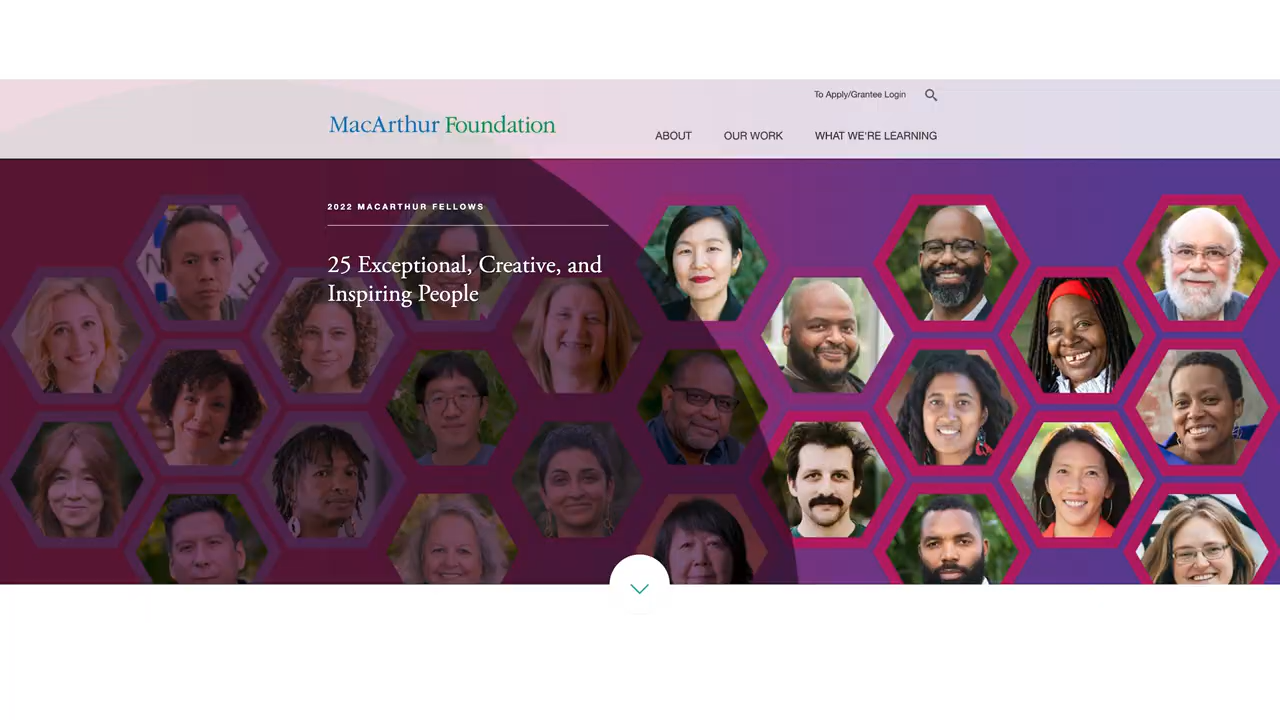 To Apply/Grantee Login
MacArthur Foundation
ABOUT
OUR WORK
WHAT WE'RE LEARNING
2022 MACARTHUR FELLOWS
25 Exceptional, Creative, and
Inspiring People